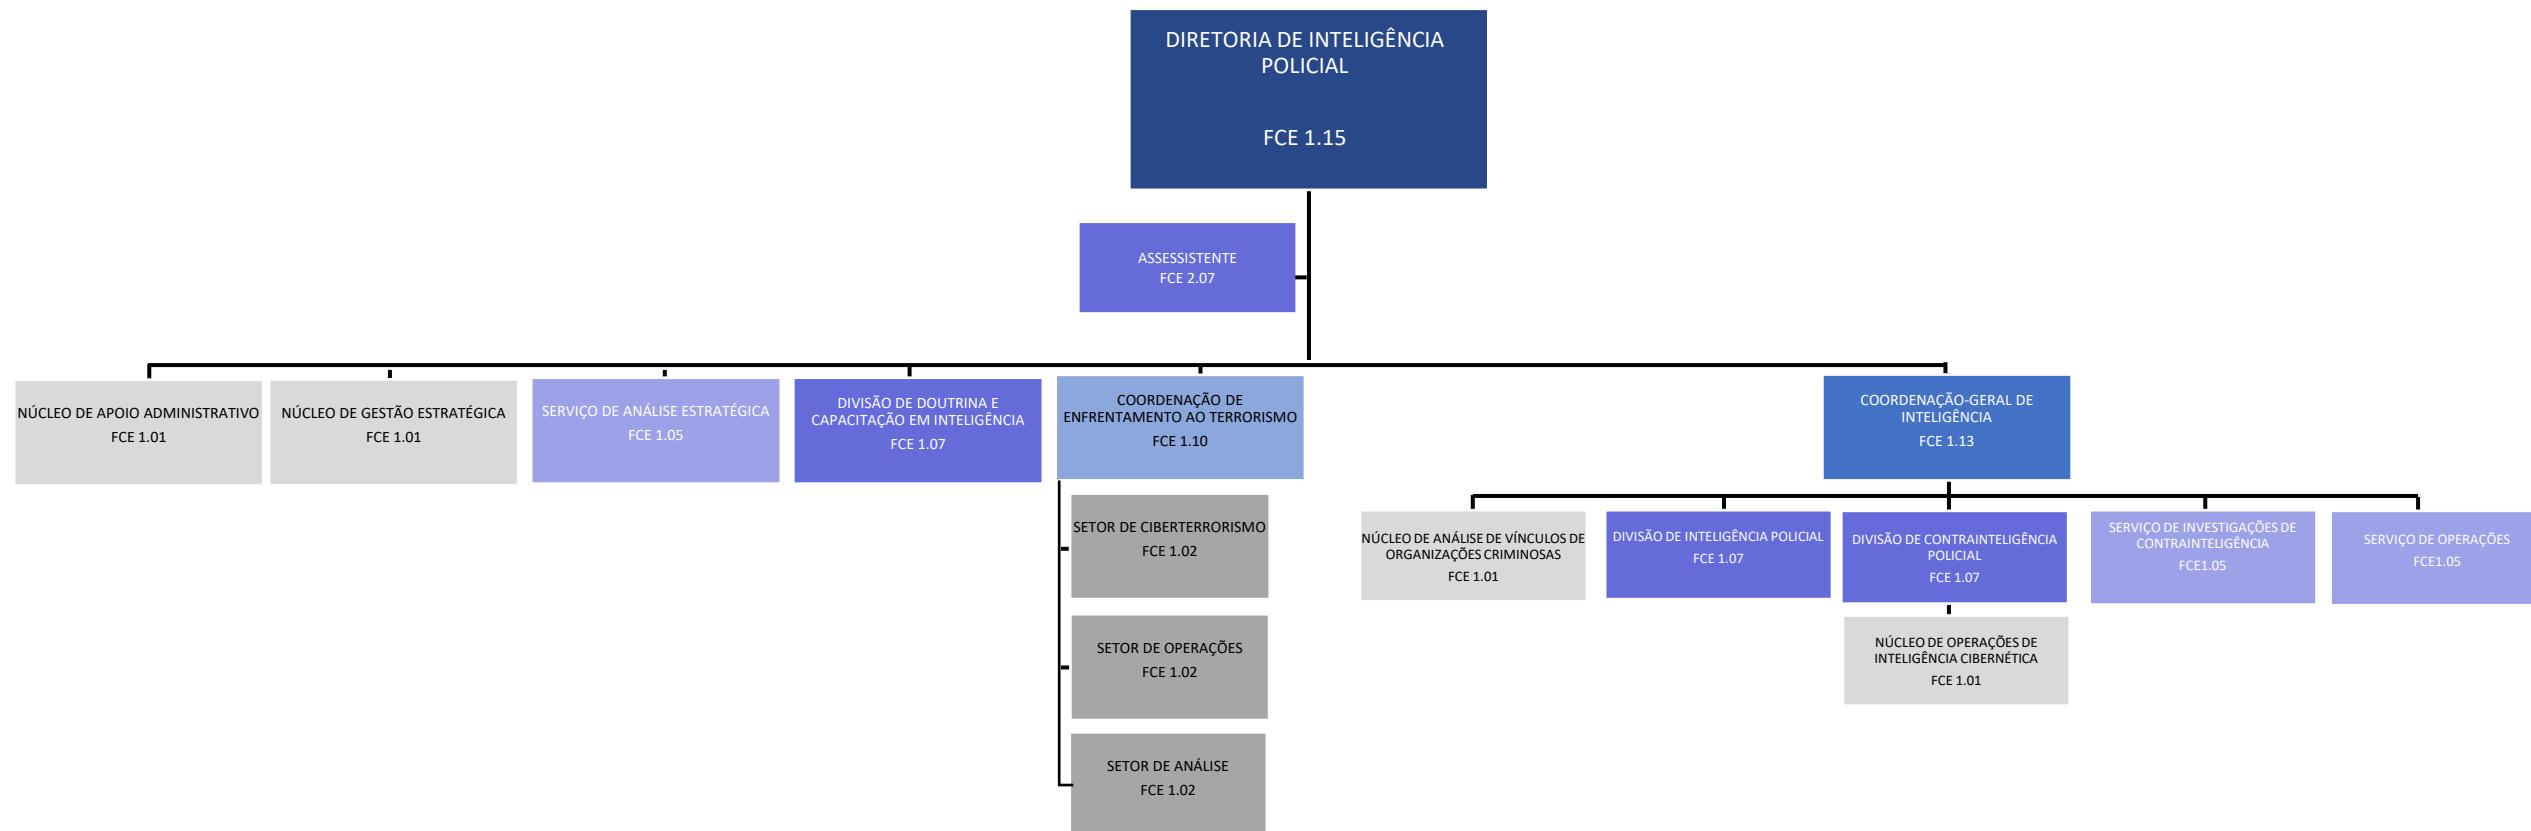 DIRETORIA DE INTELIGÊNCIA
POLICIAL
FCE 1.15
ASSESSISTENTE
FCE 2.07
NÚCLEO DE APOIO ADMINISTRATIVO
FCE 1.01
NÚCLEO DE GESTÃO ESTRATÉGICA
FCE 1.01
SERVIÇO DE ANÁLISE ESTRATÉGICA
FCE 1.05
DIVISÃO DE DOUTRINA E
CAPACITAÇÃO EM INTELIGÊNCIA
FCE 1.07
COORDENAÇÃO DE
ENFRENTAMENTO AO TERRORISMO
FCE 1.10
COORDENAÇÃO-GERAL DE
INTELIGÊNCIA
FCE 1.13
SETOR DE CIBERTERRORISMO
FCE 1.02
SETOR DE OPERAÇÕES
FCE 1.02
SETOR DE ANÁLISE
FCE 1.02
NÚCLEO DE ANÁLISE DE VÍNCULOS DE
ORGANIZAÇÕES CRIMINOSAS
FCE 1.01
DIVISÃO DE INTELIGÊNCIA POLICIAL
FCE 1.07
DIVISÃO DE CONTRAINTELIGÊNCIA
POLICIAL
FCE 1.07
NÚCLEO DE OPERAÇÕES DE
INTELIGÊNCIA CIBERNÉTICA
FCE 1.01
SERVIÇO DE INVESTIGAÇÕES DE
CONTRAINTELIGÊNCIA
FCE1.05
SERVIÇO DE OPERAÇÕES
FCE1.05